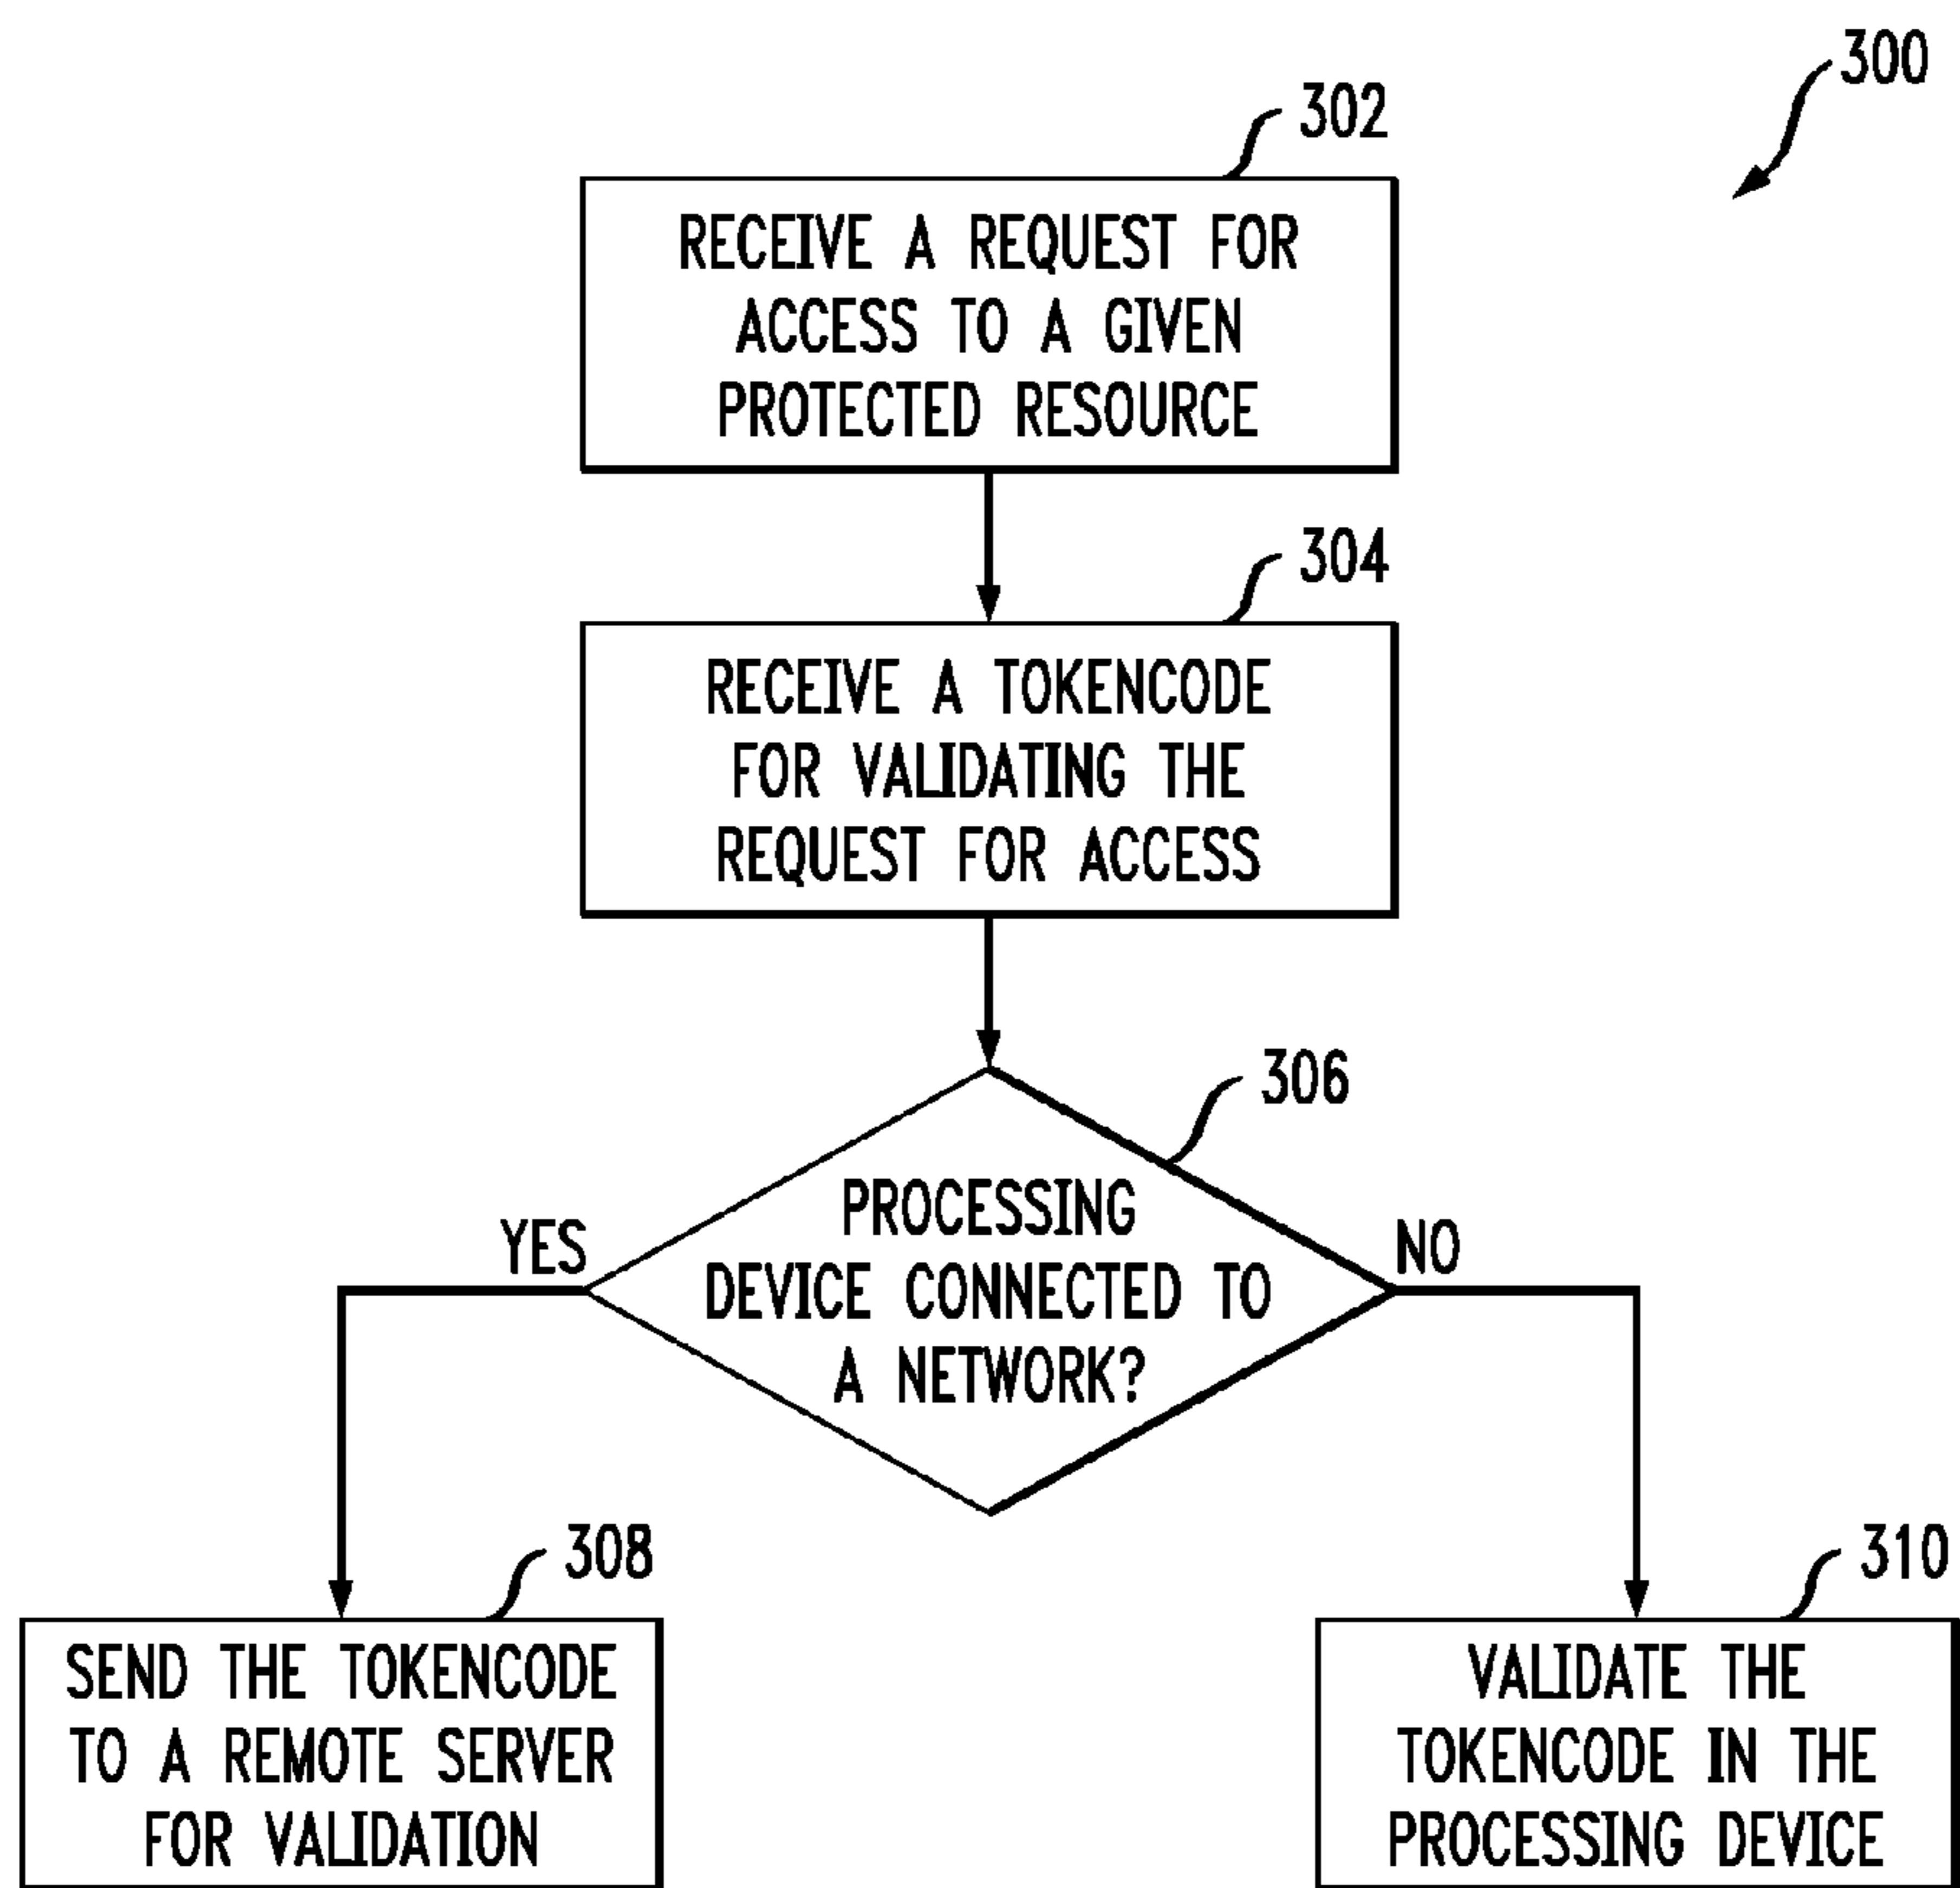 300
302
RECEIVE A REQUEST FOR
ACCESS TO A GIVEN
PROTECTED RESOURCE
304
RECEIVE A TOKENCODE
FOR VALIDATING THE
REQUEST FOR ACCESS
306
PROCESSING
DEVICE CONNECTED TO
A NETWORK?
YES
NO
308
SEND THE TOKENCODE
TO A REMOTE SERVER
FOR VALIDATION
310
VALIDATE THE
TOKENCODE IN THE
PROCESSING DEVICE